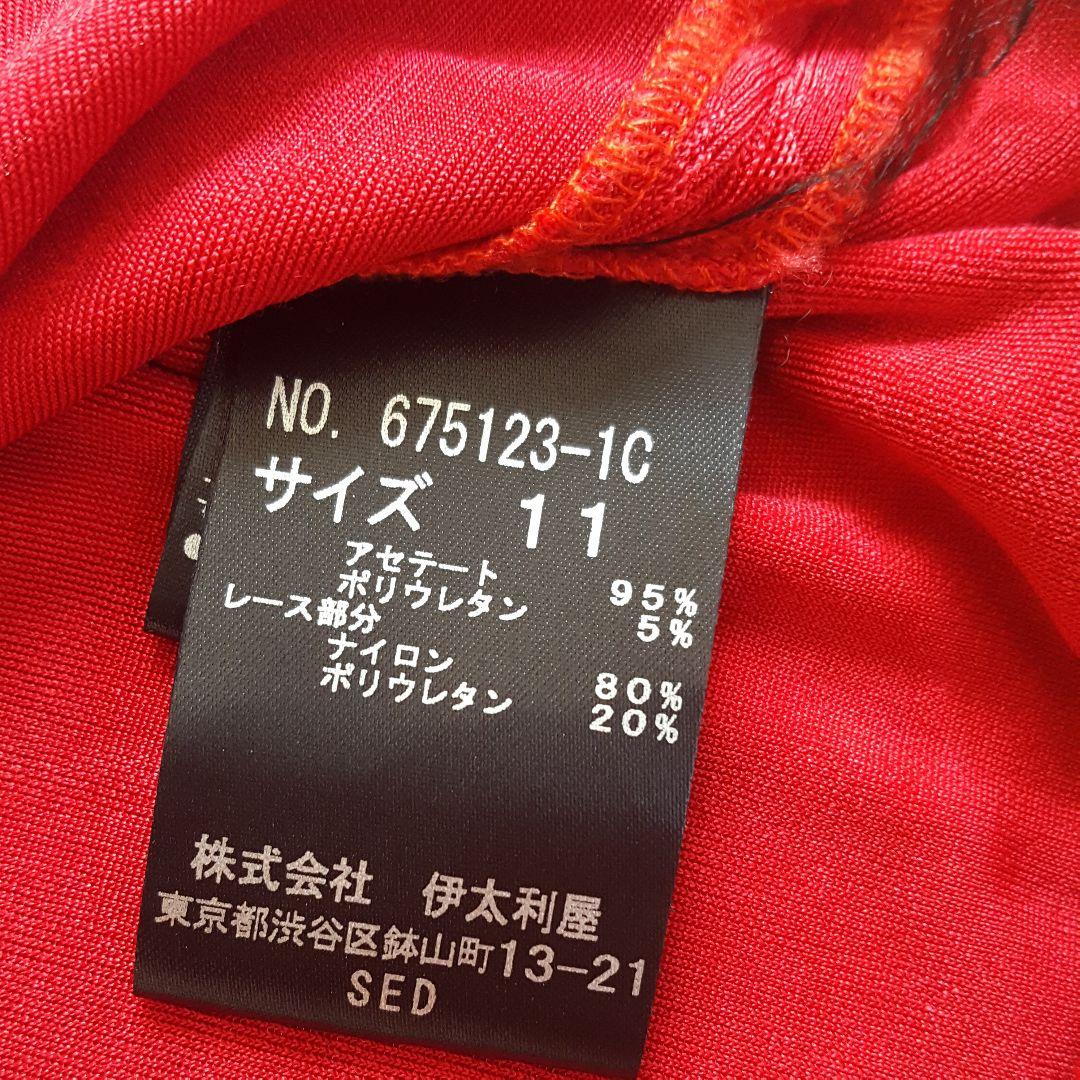 NO. 675123-1C
サイズ 11
アセテート 95%
ポリウレタン 5%
レース部分
ナイロン 80%
ポリウレタン 20%
株式会社 伊太利屋
東京都渋谷区鉢山町13-21
SED